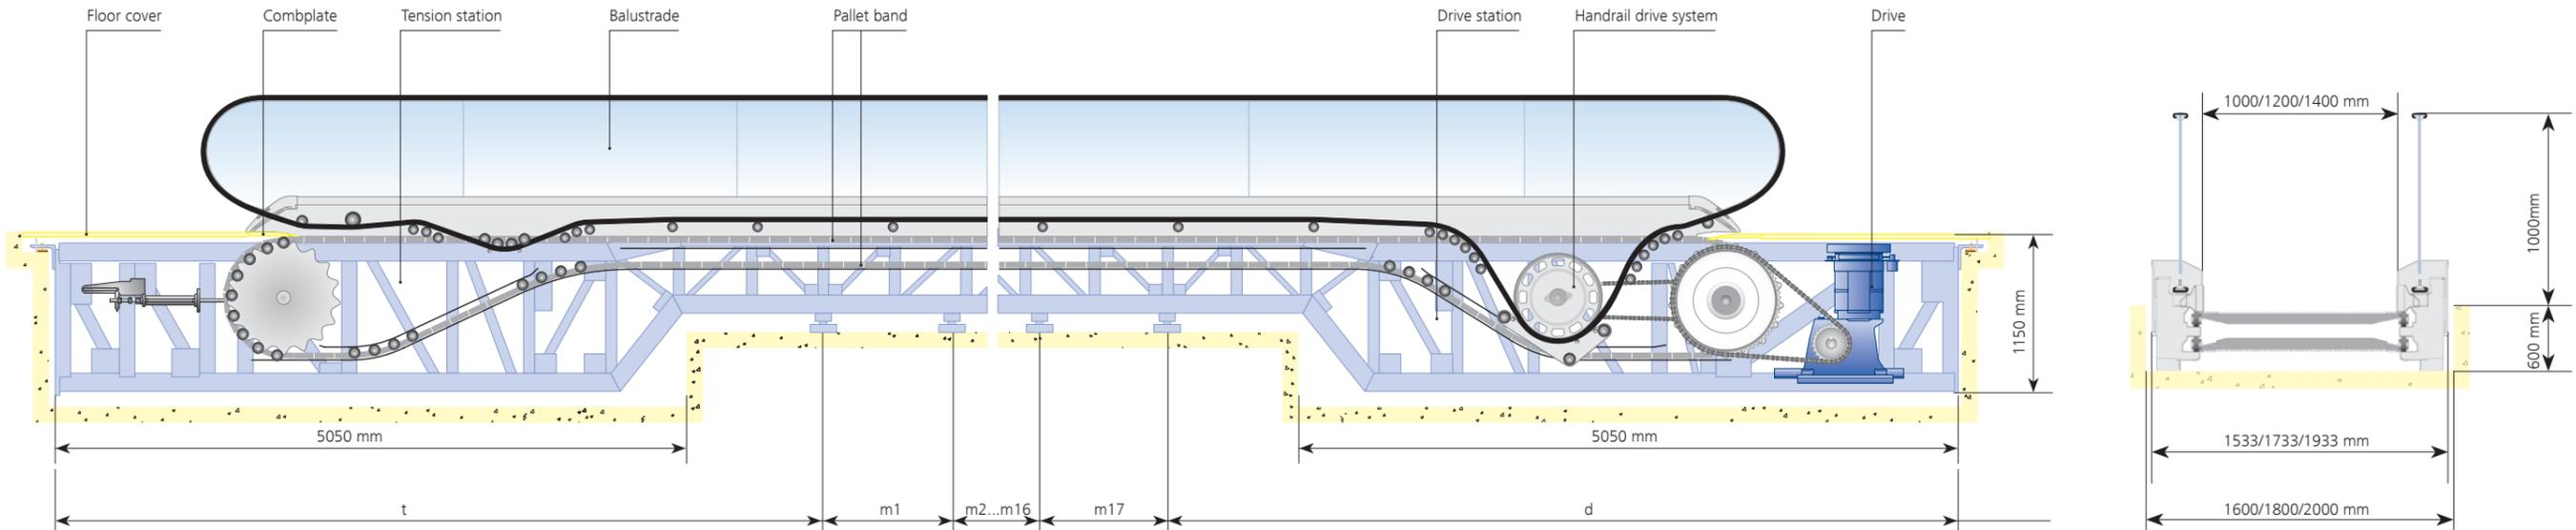 Floor cover
Combplate
Tension station
Balustrade
Pallet band
Drive station
Handrail drive system
Drive
1000/1200/1400 mm
1000mm
600 mm
1150 mm
5050 mm
5050 mm
1533/1733/1933 mm
t
m1
m2...m16
m17
d
1600/1800/2000 mm